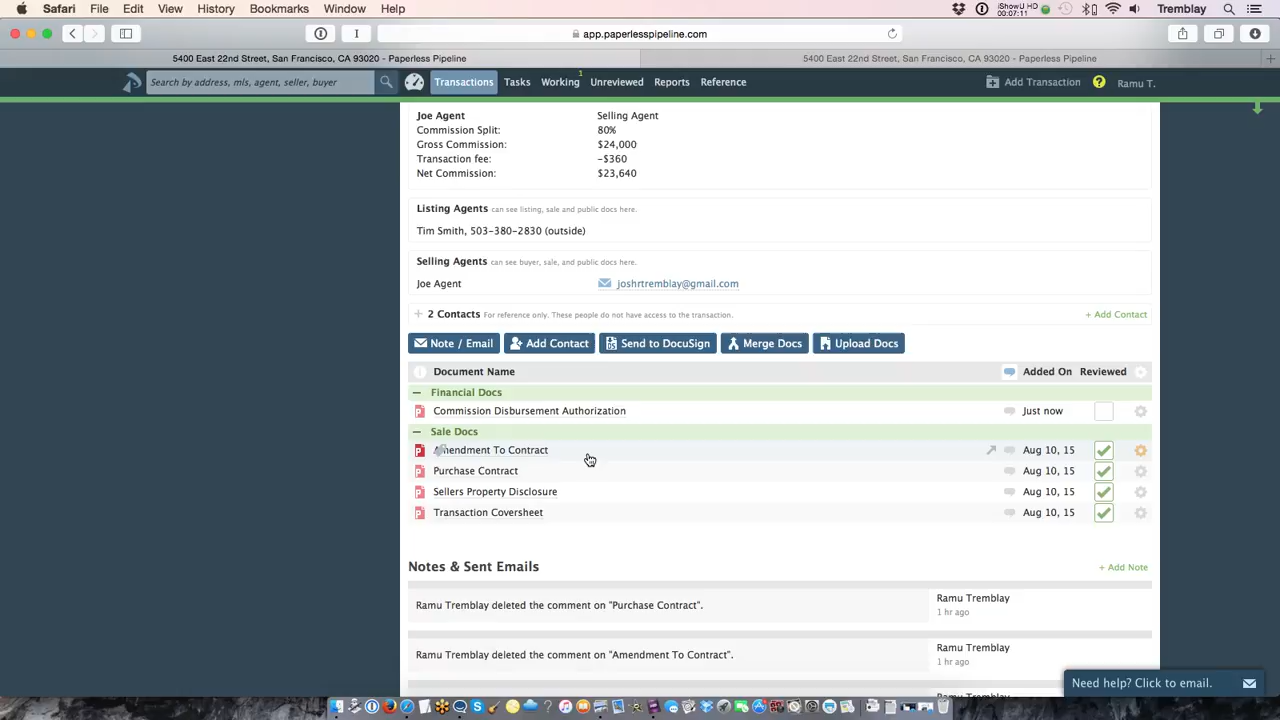 Safari File Edit View History Bookmarks Window Help iShowU HD 00:07:11 Tremblay
app.paperlesspipeline.com
5400 East 22nd Street, San Francisco, CA 93020 - Paperless Pipeline 5400 East 22nd Street, San Francisco, CA 93020 - Paperless Pipeline
Search by address, mls, agent, seller, buyer Transactions Tasks Working 1 Unreviewed Reports Reference Add Transaction ? Ramu T.
Joe Agent Selling Agent
Commission Split: 80%
Gross Commission: $24,000
Transaction fee: -$360
Net Commission: $23,640
Listing Agents can see listing, sale and public docs here.
Tim Smith, 503-380-2830 (outside)
Selling Agents can see buyer, sale, and public docs here.
Joe Agent joshrtremblay@gmail.com
+ 2 Contacts For reference only. These people do not have access to the transaction. + Add Contact
Note / Email Add Contact Send to DocuSign Merge Docs Upload Docs
Document Name Added On Reviewed
Financial Docs
Commission Disbursement Authorization Just now
Sale Docs
Amendment To Contract Aug 10, 15
Purchase Contract Aug 10, 15
Sellers Property Disclosure Aug 10, 15
Transaction Coversheet Aug 10, 15
Notes & Sent Emails + Add Note
Ramu Tremblay deleted the comment on "Purchase Contract". Ramu Tremblay
1 hr ago
Ramu Tremblay deleted the comment on "Amendment To Contract". Ramu Tremblay
1 hr ago
Need help? Click to email.